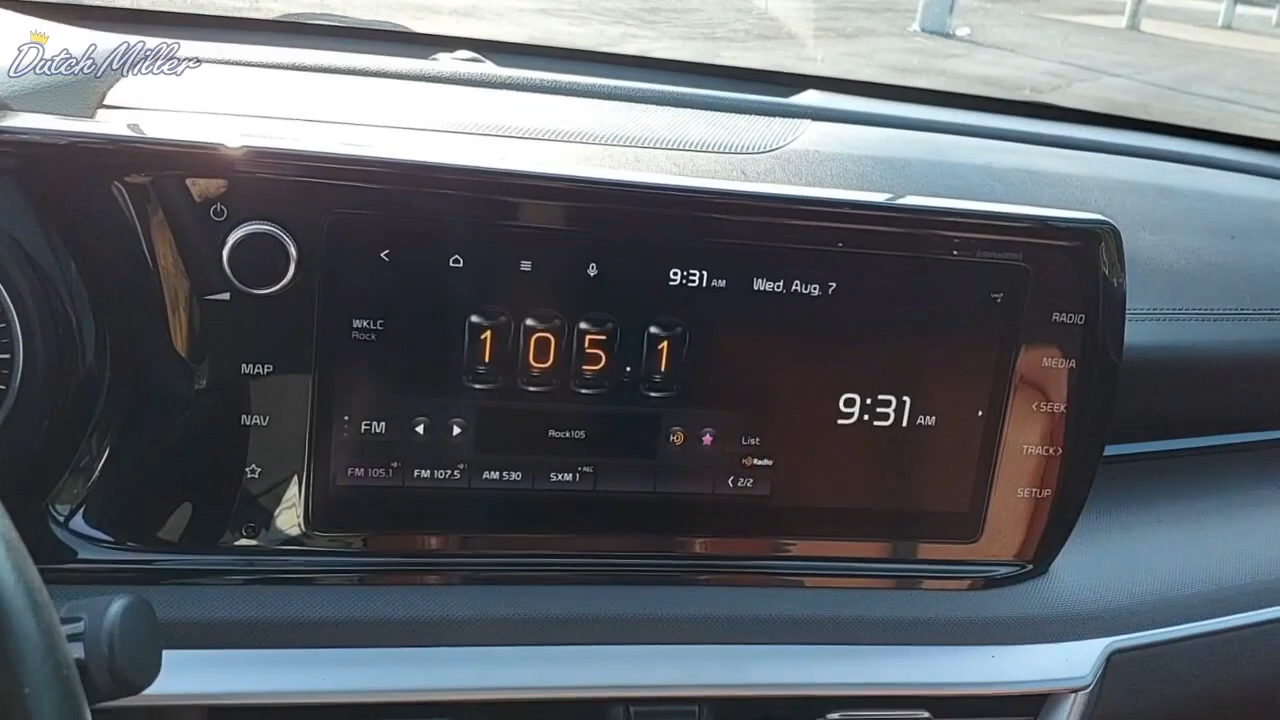 Dutch Miller
9:31 AM Wed, Aug. 7
WKLC
Rock
105.1
RADIO
MEDIA
MAP
9:31 AM
< SEEK
NAV
FM
Rock105
HD
List
HD Radio
TRACK >
FM 105.1
FM 107.5
AM 530
SXM 1
REC
< 2/2
SETUP